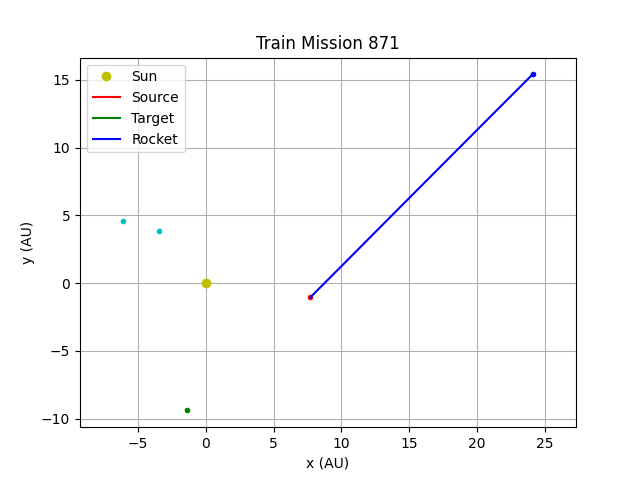 Train Mission 871
Sun
Source
Target
Rocket
15
10
5
0
−5
−10
y (AU)
−5
0
5
10
15
20
25
x (AU)